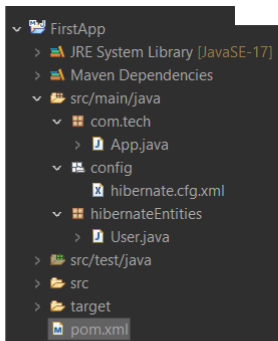 FirstApp
JRE System Library [JavaSE-17]
Maven Dependencies
src/main/java
com.tech
App.java
config
hibernate.cfg.xml
hibernateEntities
User.java
src/test/java
src
target
pom.xml